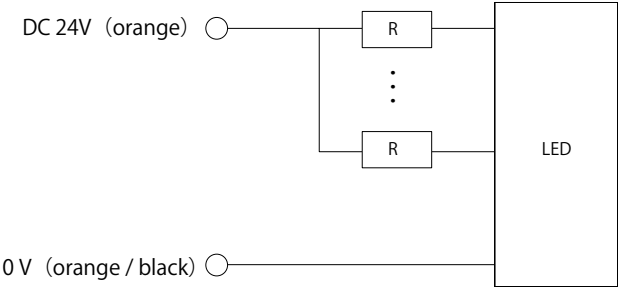 DC 24V（orange）
R
⋮
R
LED
0 V（orange / black）